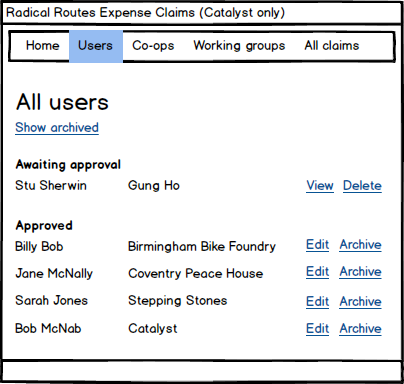 Radical Routes Expense Claims (Catalyst only)
Home Users Co-ops Working groups All claims
All users
Show archived
Awaiting approval
Stu Sherwin Gung Ho View Delete
Approved
Billy Bob Birmingham Bike Foundry Edit Archive
Jane McNally Coventry Peace House Edit Archive
Sarah Jones Stepping Stones Edit Archive
Bob McNab Catalyst Edit Archive